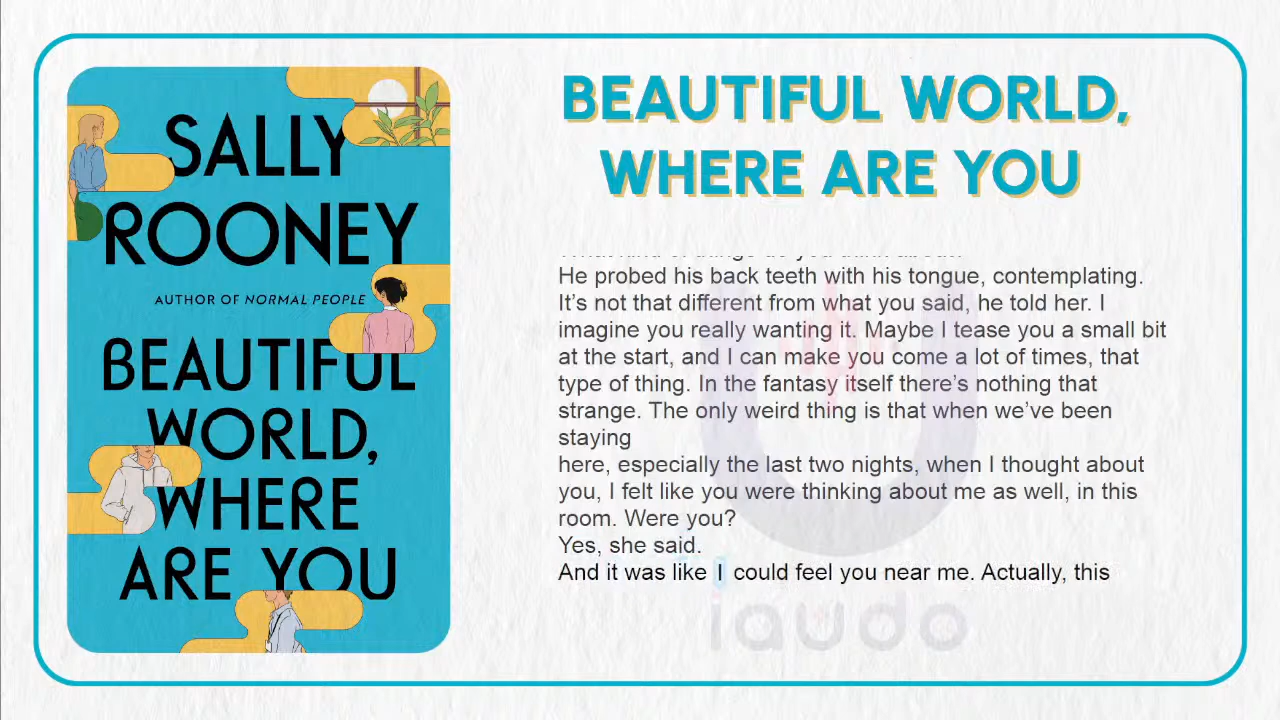 SALLY
ROONEY
AUTHOR OF NORMAL PEOPLE
BEAUTIFUL
WORLD,
WHERE
ARE YOU
BEAUTIFUL WORLD,
WHERE ARE YOU
He probed his back teeth with his tongue, contemplating.
It’s not that different from what you said, he told her. I
imagine you really wanting it. Maybe I tease you a small bit
at the start, and I can make you come a lot of times, that
type of thing. In the fantasy itself there’s nothing that
strange. The only weird thing is that when we’ve been
staying
here, especially the last two nights, when I thought about
you, I felt like you were thinking about me as well, in this
room. Were you?
Yes, she said.
And it was like I could feel you near me. Actually, this
iaudo